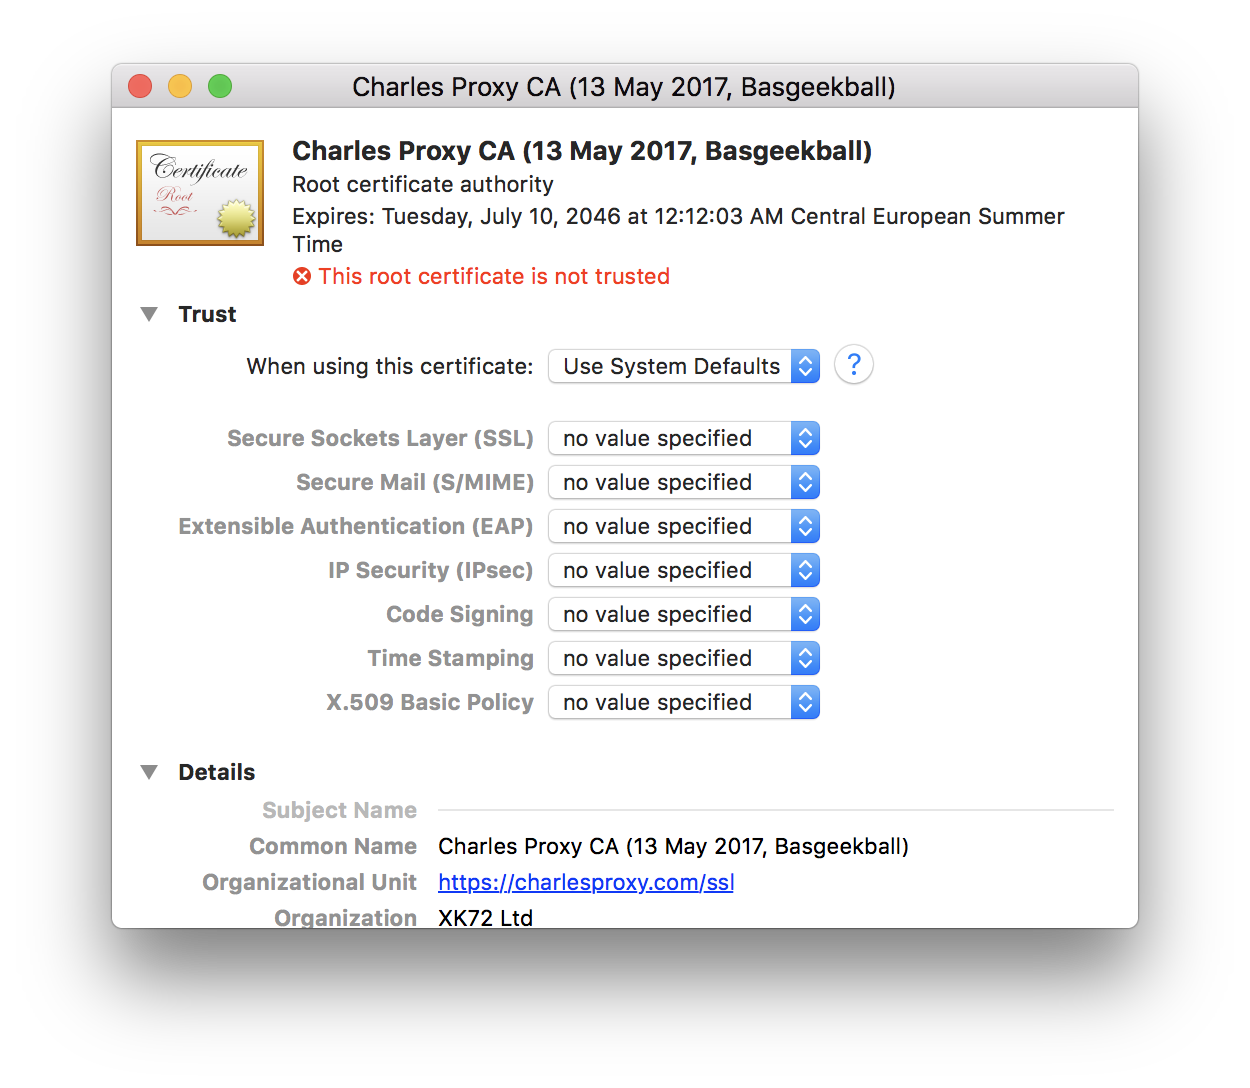 Charles Proxy CA (13 May 2017, Basgeekball)
Certificate
Root
Charles Proxy CA (13 May 2017, Basgeekball)
Root certificate authority
Expires: Tuesday, July 10, 2046 at 12:12:03 AM Central European Summer
Time
This root certificate is not trusted
Trust
When using this certificate: Use System Defaults ?
Secure Sockets Layer (SSL) no value specified
Secure Mail (S/MIME) no value specified
Extensible Authentication (EAP) no value specified
IP Security (IPsec) no value specified
Code Signing no value specified
Time Stamping no value specified
X.509 Basic Policy no value specified
Details
Subject Name
Common Name Charles Proxy CA (13 May 2017, Basgeekball)
Organizational Unit https://charlesproxy.com/ssl
Organization XK72 Ltd